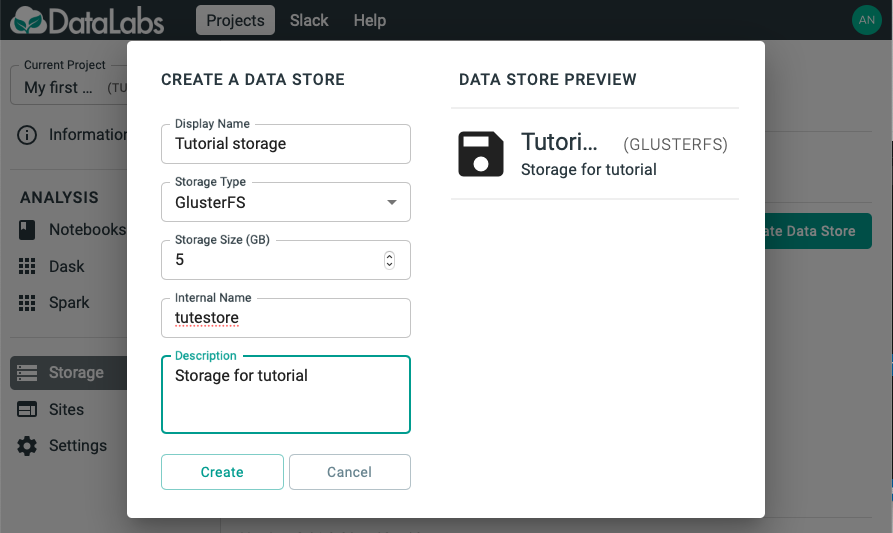 DataLabs
Projects
Slack
Help
AN
Current Project
My first ... (TU
Information
ANALYSIS
Notebooks
Dask
Spark
Storage
Sites
Settings
CREATE A DATA STORE
Display Name
Tutorial storage
Storage Type
GlusterFS
Storage Size (GB)
5
Internal Name
tutestore
Description
Storage for tutorial
Create
Cancel
DATA STORE PREVIEW
Tutori... (GLUSTERFS)
Storage for tutorial
ate Data Store